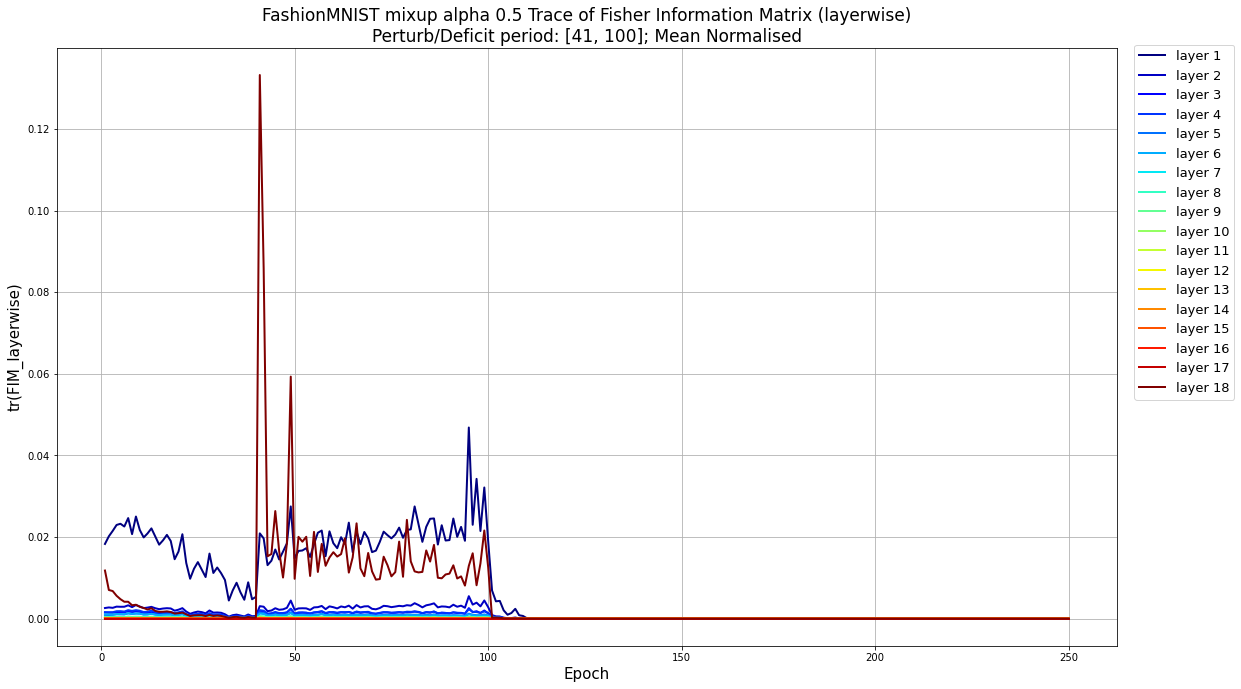 FashionMNIST mixup alpha 0.5 Trace of Fisher Information Matrix (layerwise)
Perturb/Deficit period: [41, 100]; Mean Normalised
tr(FIM_layerwise)
0.12
0.10
0.08
0.06
0.04
0.02
0.00
0
50
100
150
200
250
Epoch
layer 1
layer 2
layer 3
layer 4
layer 5
layer 6
layer 7
layer 8
layer 9
layer 10
layer 11
layer 12
layer 13
layer 14
layer 15
layer 16
layer 17
layer 18